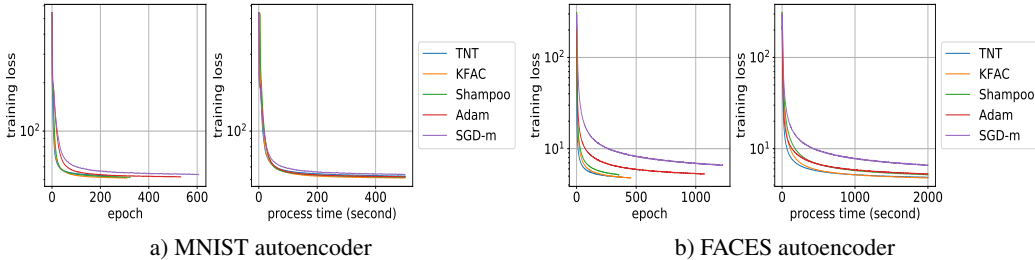 training loss
10²
0 200 400 600
epoch
training loss
10²
0 200 400
process time (second)
TNT
KFAC
Shampoo
Adam
SGD-m
a) MNIST autoencoder
training loss
10²
10¹
0 500 1000
epoch
training loss
10²
10¹
0 1000 2000
process time (second)
TNT
KFAC
Shampoo
Adam
SGD-m
b) FACES autoencoder